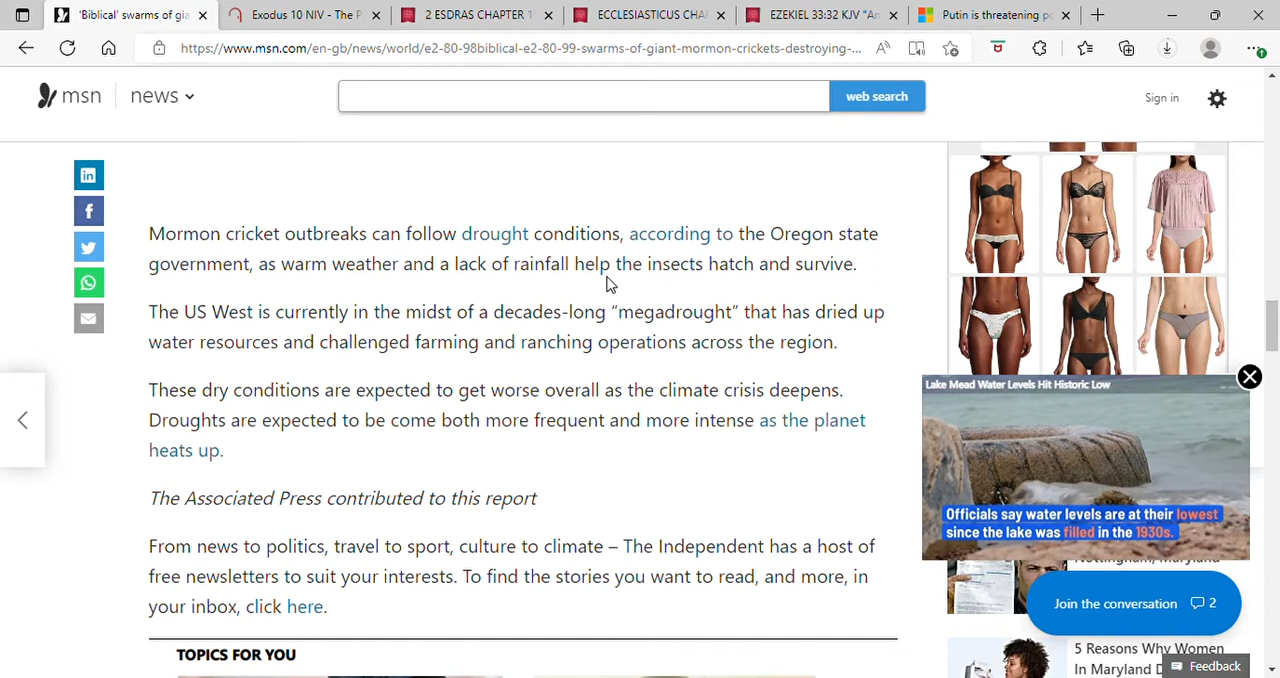 'Biblical' swarms of gia
Exodus 10 NIV - The P
2 ESDRAS CHAPTER 1
ECCLESIASTICUS CHA
EZEKIEL 33:32 KJV "An
Putin is threatening po
https://www.msn.com/en-gb/news/world/e2-80-98biblical-e2-80-99-swarms-of-giant-mormon-crickets-destroying-...
msn news
web search
Sign in
Mormon cricket outbreaks can follow drought conditions, according to the Oregon state
government, as warm weather and a lack of rainfall help the insects hatch and survive.
The US West is currently in the midst of a decades-long “megadrought” that has dried up
water resources and challenged farming and ranching operations across the region.
These dry conditions are expected to get worse overall as the climate crisis deepens.
Droughts are expected to be come both more frequent and more intense as the planet
heats up.
The Associated Press contributed to this report
From news to politics, travel to sport, culture to climate – The Independent has a host of
free newsletters to suit your interests. To find the stories you want to read, and more, in
your inbox, click here.
TOPICS FOR YOU
Lake Mead Water Levels Hit Historic Low
Officials say water levels are at their lowest
since the lake was filled in the 1930s.
Nottingham, Maryland
Join the conversation 2
5 Reasons Why Women
In Maryland D
Feedback